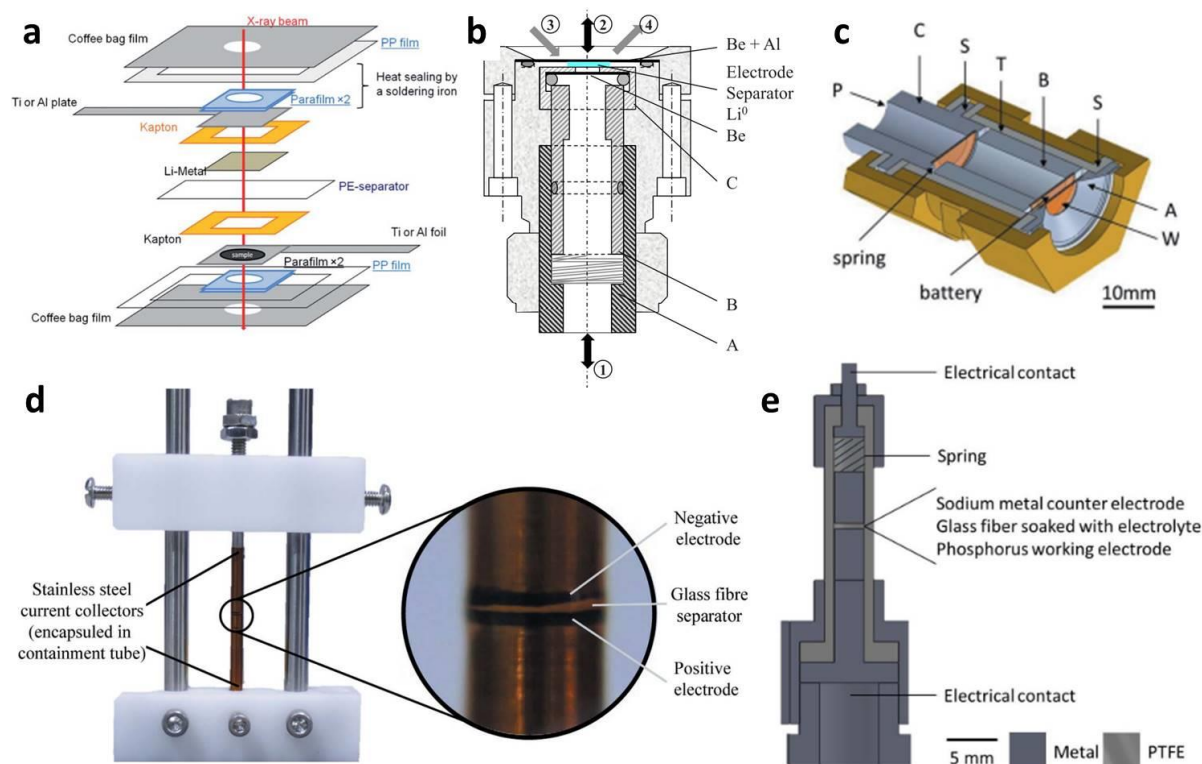 a
X-ray beam
Coffee bag film
PP film
Heat sealing by
a soldering iron
Ti or Al plate
Parafilm ×2
Kapton
Li-Metal
PE-separator
Kapton
Ti or Al foil
sample
Parafilm ×2
PP film
Coffee bag film
b
3
2
4
Be + Al
Electrode
Separator
Li⁰
Be
C
B
A
1
c
C
S
T
B
S
P
A
W
spring
battery
10mm
d
Stainless steel
current collectors
(encapsuled in
containment tube)
Negative
electrode
Glass fibre
separator
Positive
electrode
e
Electrical contact
Spring
Sodium metal counter electrode
Glass fiber soaked with electrolyte
Phosphorus working electrode
Electrical contact
5 mm
Metal
PTFE